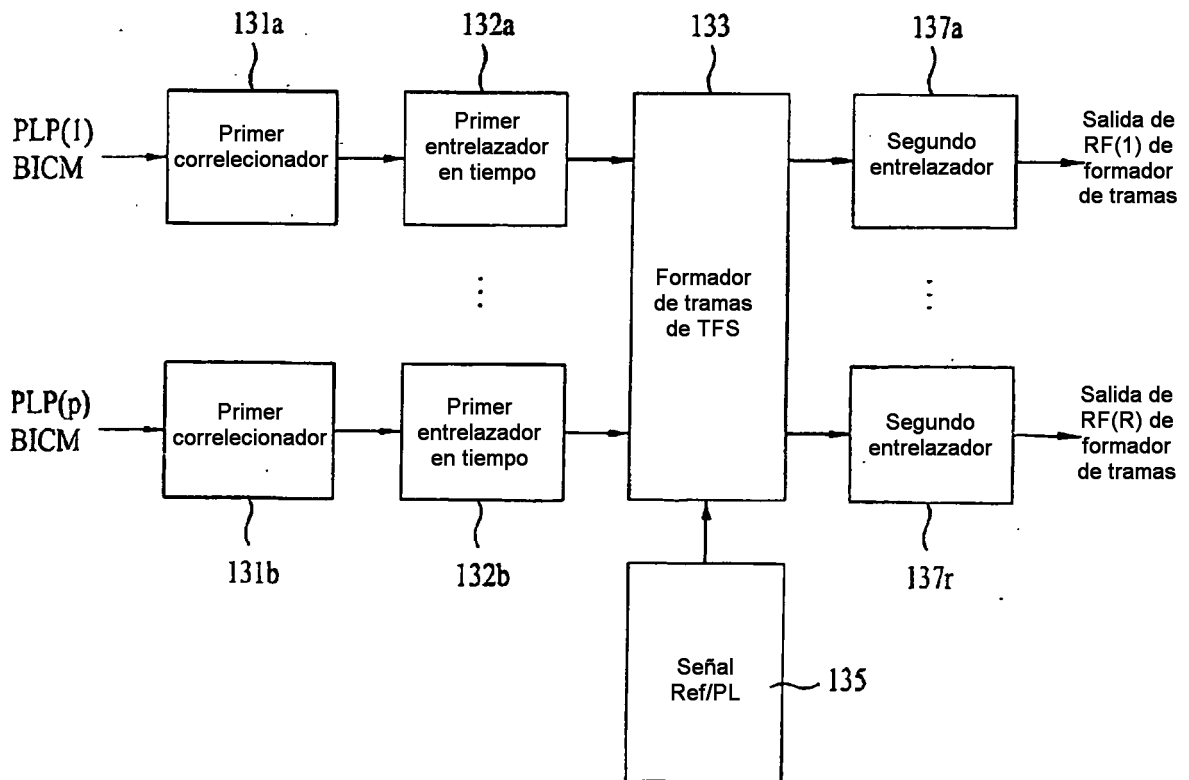 131a
132a
133
137a
PLP(1)
BICM
Primer
correlecionador
Primer
entrelazador
en tiempo
Segundo
entrelazador
Salida de
RF(1) de
formador
de tramas
Formador
de tramas
de TFS
PLP(p)
BICM
Primer
correlecionador
Primer
entrelazador
en tiempo
Segundo
entrelazador
Salida de
RF(R) de
formador
de tramas
131b
132b
137r
Señal
Ref/PL
135